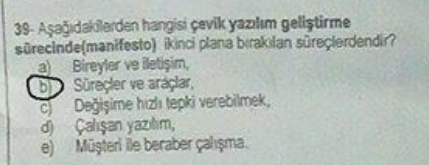 39- Aşağıdakilerden hangisi çevik yazılım geliştirme
sürecinde(manifesto) ikinci plana bırakılan süreçlerdendir?
a) Bireyler ve iletişim,
b) Süreçler ve araçlar,
c) Değişime hızlı tepki verebilmek,
d) Çalışan yazılım,
e) Müşteri ile beraber çalışma.